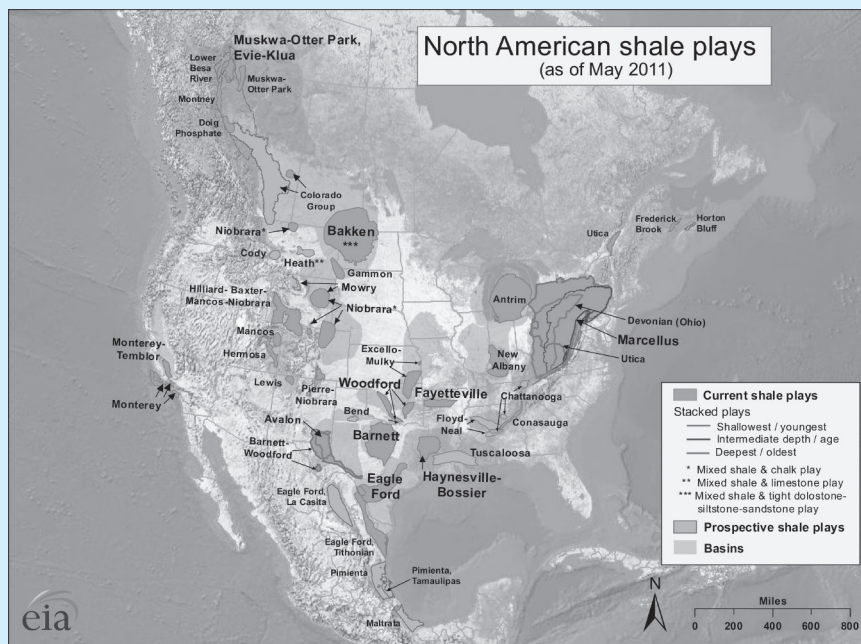 North American shale plays
(as of May 2011)
Muskwa-Otter Park,
Evie-Klua
Lower
Besa
River
Muskwa-
Otter Park
Montney
Doig
Phosphate
Colorado
Group
Niobrara*
Bakken
***
Cody
Heath**
Gammon
Mowry
Hilliard- Baxter-
Mancos-Niobrara
Niobrara*
Antrim
Utica
Frederick
Brook
Horton
Bluff
Devonian (Ohio)
Marcellus
Utica
Mancos
Monterey-
Temblor
Hermosa
Excello-
Mulky
New
Albany
Lewis
Pierre-
Niobrara
Woodford
Fayetteville
Chattanooga
Monterey
Bend
Floyd-
Neal
Conasauga
Avalon
Barnett
Barnett-
Woodford
Tuscaloosa
Eagle
Ford
Haynesville-
Bossier
Eagle Ford,
La Casita
Eagle Ford,
Tithonian
Pimienta
Pimienta,
Tamaulipas
Maltrata
Current shale plays
Stacked plays
Shallowest / youngest
Intermediate depth / age
Deepest / oldest
* Mixed shale & chalk play
** Mixed shale & limestone play
*** Mixed shale & tight dolostone-
siltstone-sandstone
play
Prospective shale plays
Basins
N
Miles
0 200 400 600 800
eia